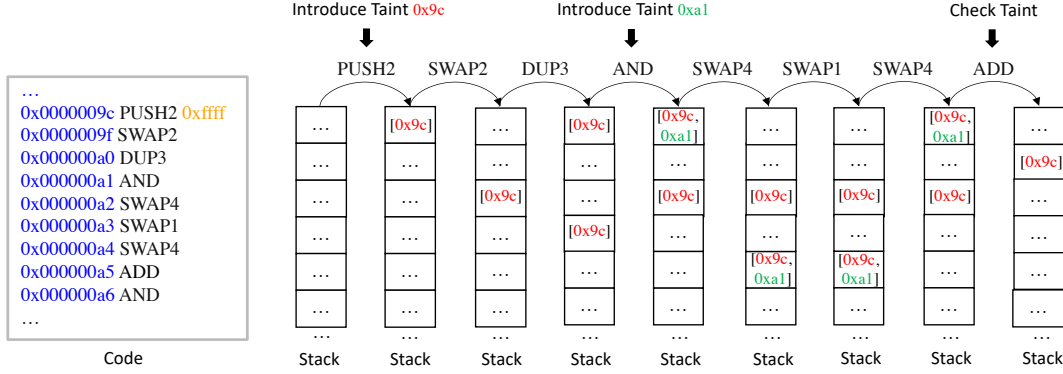 Introduce Taint 0x9c
Introduce Taint 0xa1
Check Taint
PUSH2 SWAP2 DUP3 AND SWAP4 SWAP1 SWAP4 ADD
…
0x0000009c PUSH2 0xffff
0x0000009f SWAP2
0x000000a0 DUP3
0x000000a1 AND
0x000000a2 SWAP4
0x000000a3 SWAP1
0x000000a4 SWAP4
0x000000a5 ADD
0x000000a6 AND
…
Code
…
…
…
…
…
…
…
Stack
[0x9c]
…
…
…
…
…
…
Stack
…
…
[0x9c]
…
…
…
…
Stack
[0x9c]
…
…
[0x9c]
…
…
…
Stack
[0x9c,
0xa1]
…
[0x9c]
…
…
…
…
Stack
…
…
[0x9c]
…
[0x9c,
0xa1]
…
…
Stack
…
…
[0x9c]
…
[0x9c,
0xa1]
…
…
Stack
[0x9c,
0xa1]
…
[0x9c]
…
…
…
…
Stack
…
[0x9c]
…
…
…
…
…
Stack